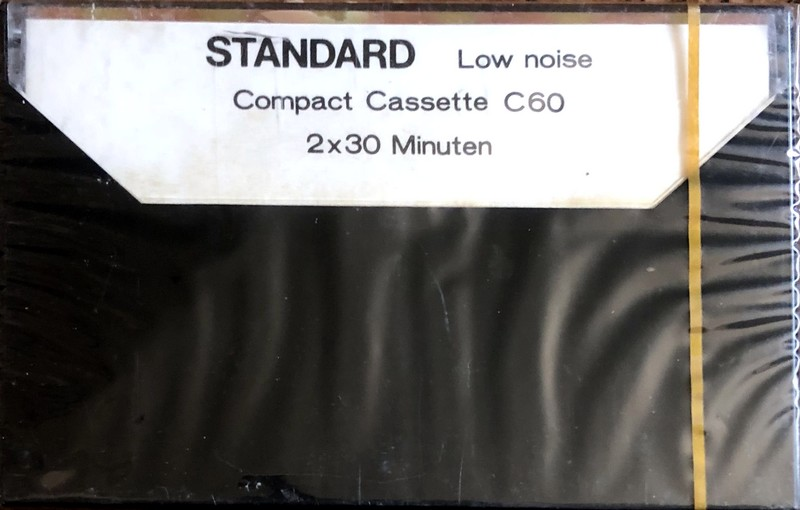 STANDARD Low noise
Compact Cassette C60
2x30 Minuten